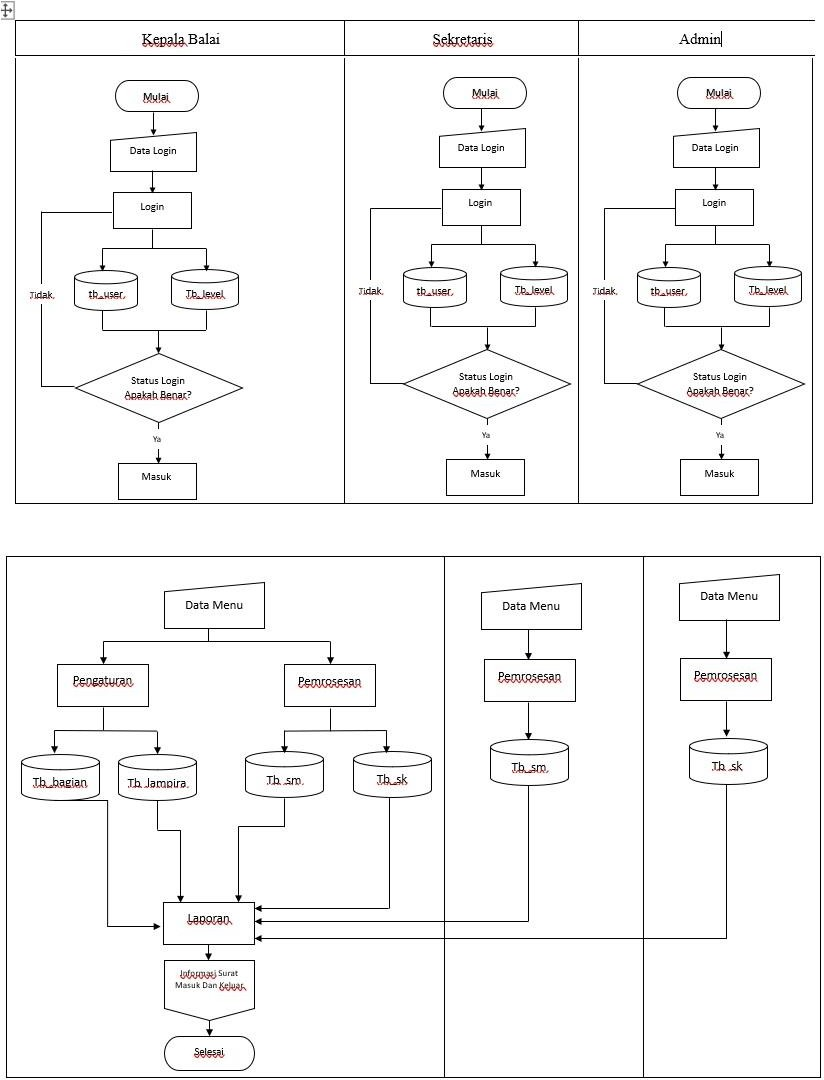 Kepala Balai
Sekretaris
Admin
Mulai
Data Login
Login
tb_user
Tb_level
Tidak
Status Login
Apakah Benar?
Ya
Masuk
Mulai
Data Login
Login
tb_user
Tb_level
Tidak
Status Login
Apakah Benar?
Ya
Masuk
Mulai
Data Login
Login
tb_user
Tb_level
Tidak
Status Login
Apakah Benar?
Ya
Masuk
Data Menu
Pengaturan
Pemrosesan
Tb_bagian
Tb_lampira
Tb_sm
Tb_sk
Laporan
Informasi Surat
Masuk Dan Keluar
Selesai
Data Menu
Pemrosesan
Tb_sm
Data Menu
Pemrosesan
Tb_sk